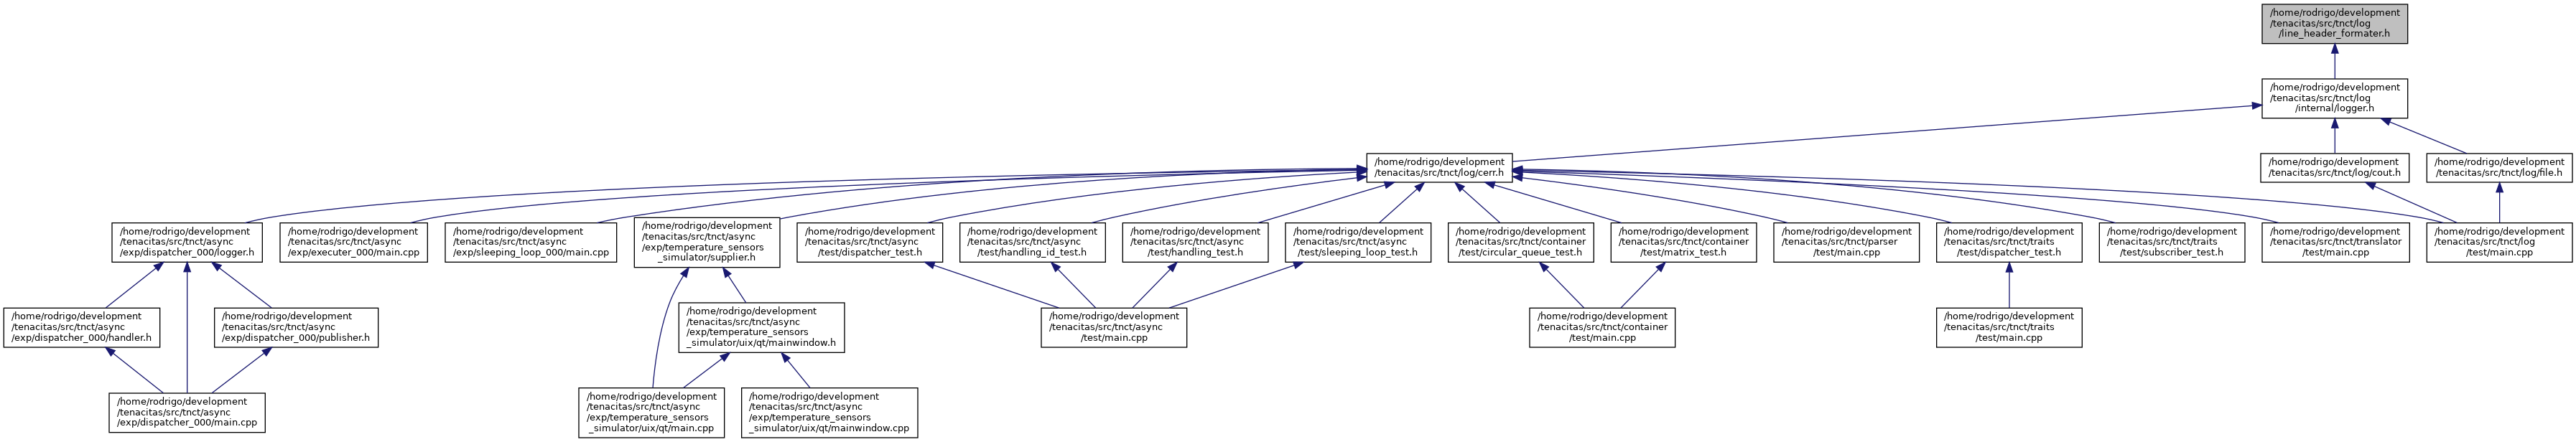 /home/rodrigo/development
/tenacitas/src/tnct/log
/line_header_formater.h
/home/rodrigo/development
/tenacitas/src/tnct/log
/internal/logger.h
/home/rodrigo/development
/tenacitas/src/tnct/log/cerr.h
/home/rodrigo/development
/tenacitas/src/tnct/log/cout.h
/home/rodrigo/development
/tenacitas/src/tnct/log/file.h
/home/rodrigo/development
/tenacitas/src/tnct/async
/exp/dispatcher_000/logger.h
/home/rodrigo/development
/tenacitas/src/tnct/async
/exp/executer_000/main.cpp
/home/rodrigo/development
/tenacitas/src/tnct/async
/exp/sleeping_loop_000/main.cpp
/home/rodrigo/development
/tenacitas/src/tnct/async
/exp/temperature_sensors
_simulator/supplier.h
/home/rodrigo/development
/tenacitas/src/tnct/async
/test/dispatcher_test.h
/home/rodrigo/development
/tenacitas/src/tnct/async
/test/handling_id_test.h
/home/rodrigo/development
/tenacitas/src/tnct/async
/test/handling_test.h
/home/rodrigo/development
/tenacitas/src/tnct/async
/test/sleeping_loop_test.h
/home/rodrigo/development
/tenacitas/src/tnct/container
/test/circular_queue_test.h
/home/rodrigo/development
/tenacitas/src/tnct/container
/test/matrix_test.h
/home/rodrigo/development
/tenacitas/src/tnct/parser
/test/main.cpp
/home/rodrigo/development
/tenacitas/src/tnct/traits
/test/dispatcher_test.h
/home/rodrigo/development
/tenacitas/src/tnct/traits
/test/subscriber_test.h
/home/rodrigo/development
/tenacitas/src/tnct/translator
/test/main.cpp
/home/rodrigo/development
/tenacitas/src/tnct/log
/test/main.cpp
/home/rodrigo/development
/tenacitas/src/tnct/async
/exp/dispatcher_000/handler.h
/home/rodrigo/development
/tenacitas/src/tnct/async
/exp/dispatcher_000/publisher.h
/home/rodrigo/development
/tenacitas/src/tnct/async
/exp/temperature_sensors
_simulator/uix/qt/mainwindow.h
/home/rodrigo/development
/tenacitas/src/tnct/async
/test/main.cpp
/home/rodrigo/development
/tenacitas/src/tnct/container
/test/main.cpp
/home/rodrigo/development
/tenacitas/src/tnct/traits
/test/main.cpp
/home/rodrigo/development
/tenacitas/src/tnct/async
/exp/dispatcher_000/main.cpp
/home/rodrigo/development
/tenacitas/src/tnct/async
/exp/temperature_sensors
_simulator/uix/qt/main.cpp
/home/rodrigo/development
/tenacitas/src/tnct/async
/exp/temperature_sensors
_simulator/uix/qt/mainwindow.cpp